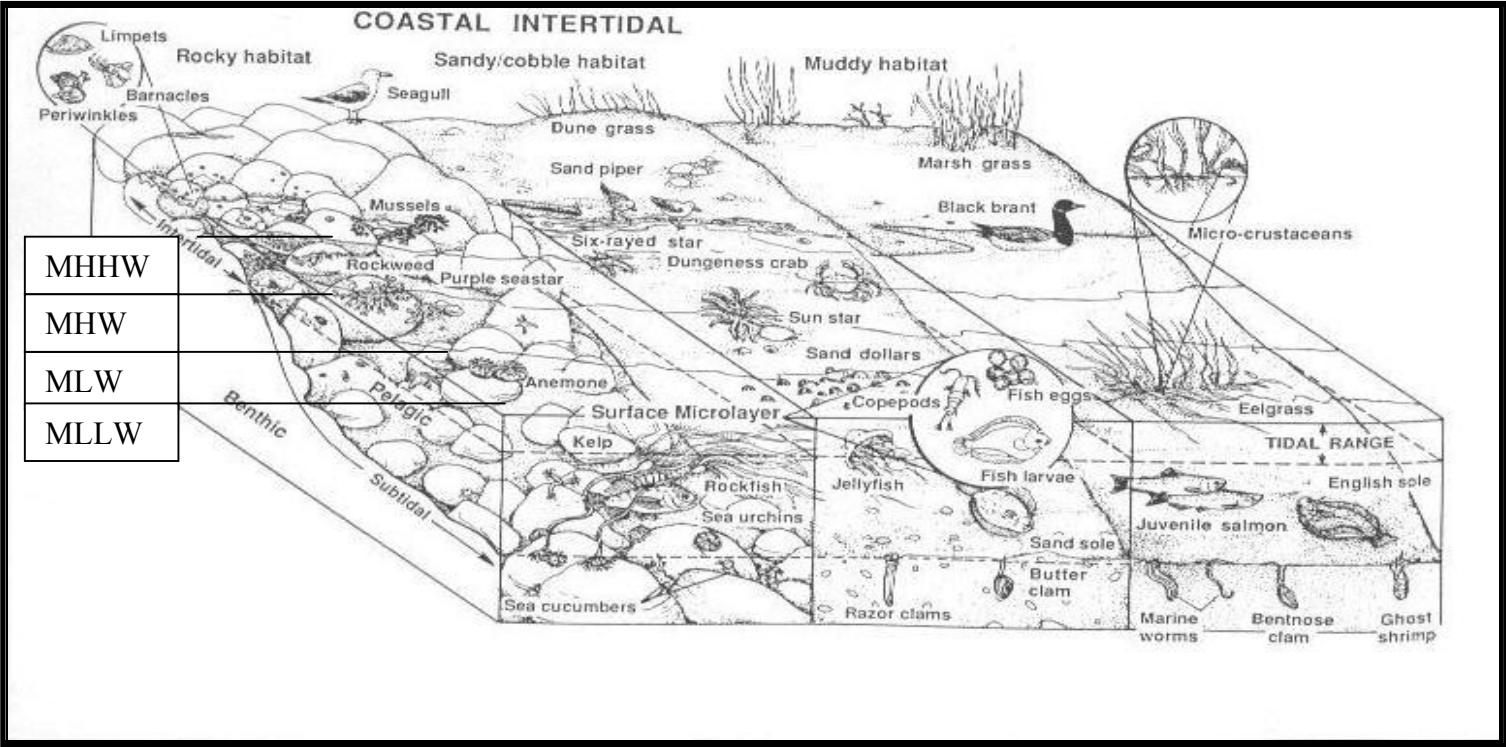 COASTAL INTERTIDAL
Limpets
Rocky habitat
Sandy/cobble habitat
Muddy habitat
Barnacles
Periwinkles
Seagull
Dune grass
Marsh grass
Sand piper
Mussels
Black brant
Micro-crustaceans
Intertidal
Six-rayed star
Rockweed
Dungeness crab
Purple seastar
MHHW
MHW
MLW
MLLW
Sun star
Sand dollars
Anemone
Pelagic
Benthic
Surface Microlayer
Copepods
Fish eggs
Eelgrass
Kelp
TIDAL RANGE
Subtidal
Rockfish
Jellyfish
Fish larvae
English sole
Sea urchins
Juvenile salmon
Sand sole
Butter
clam
Sea cucumbers
Razor clams
Marine
worms
Bentnose
clam
Ghost
shrimp